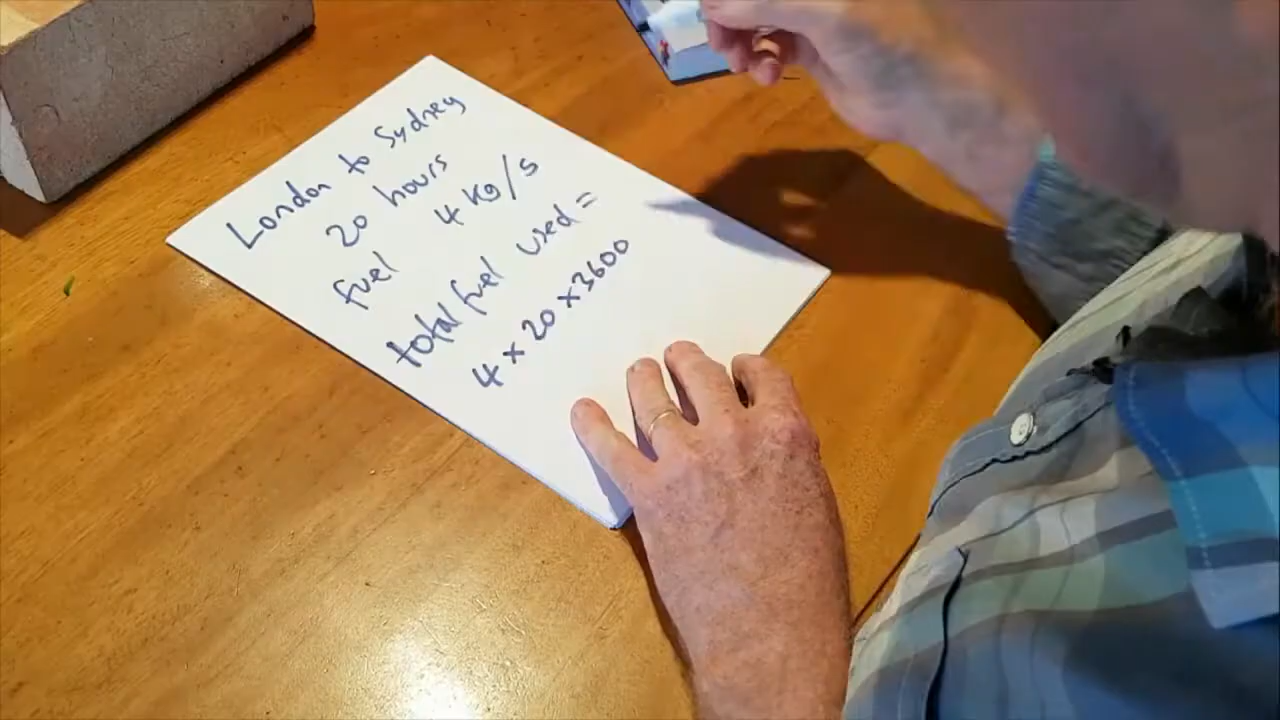 London to Sydney
20 hours
fuel 4 kg/s
total fuel used =
4 x 20 x 3600